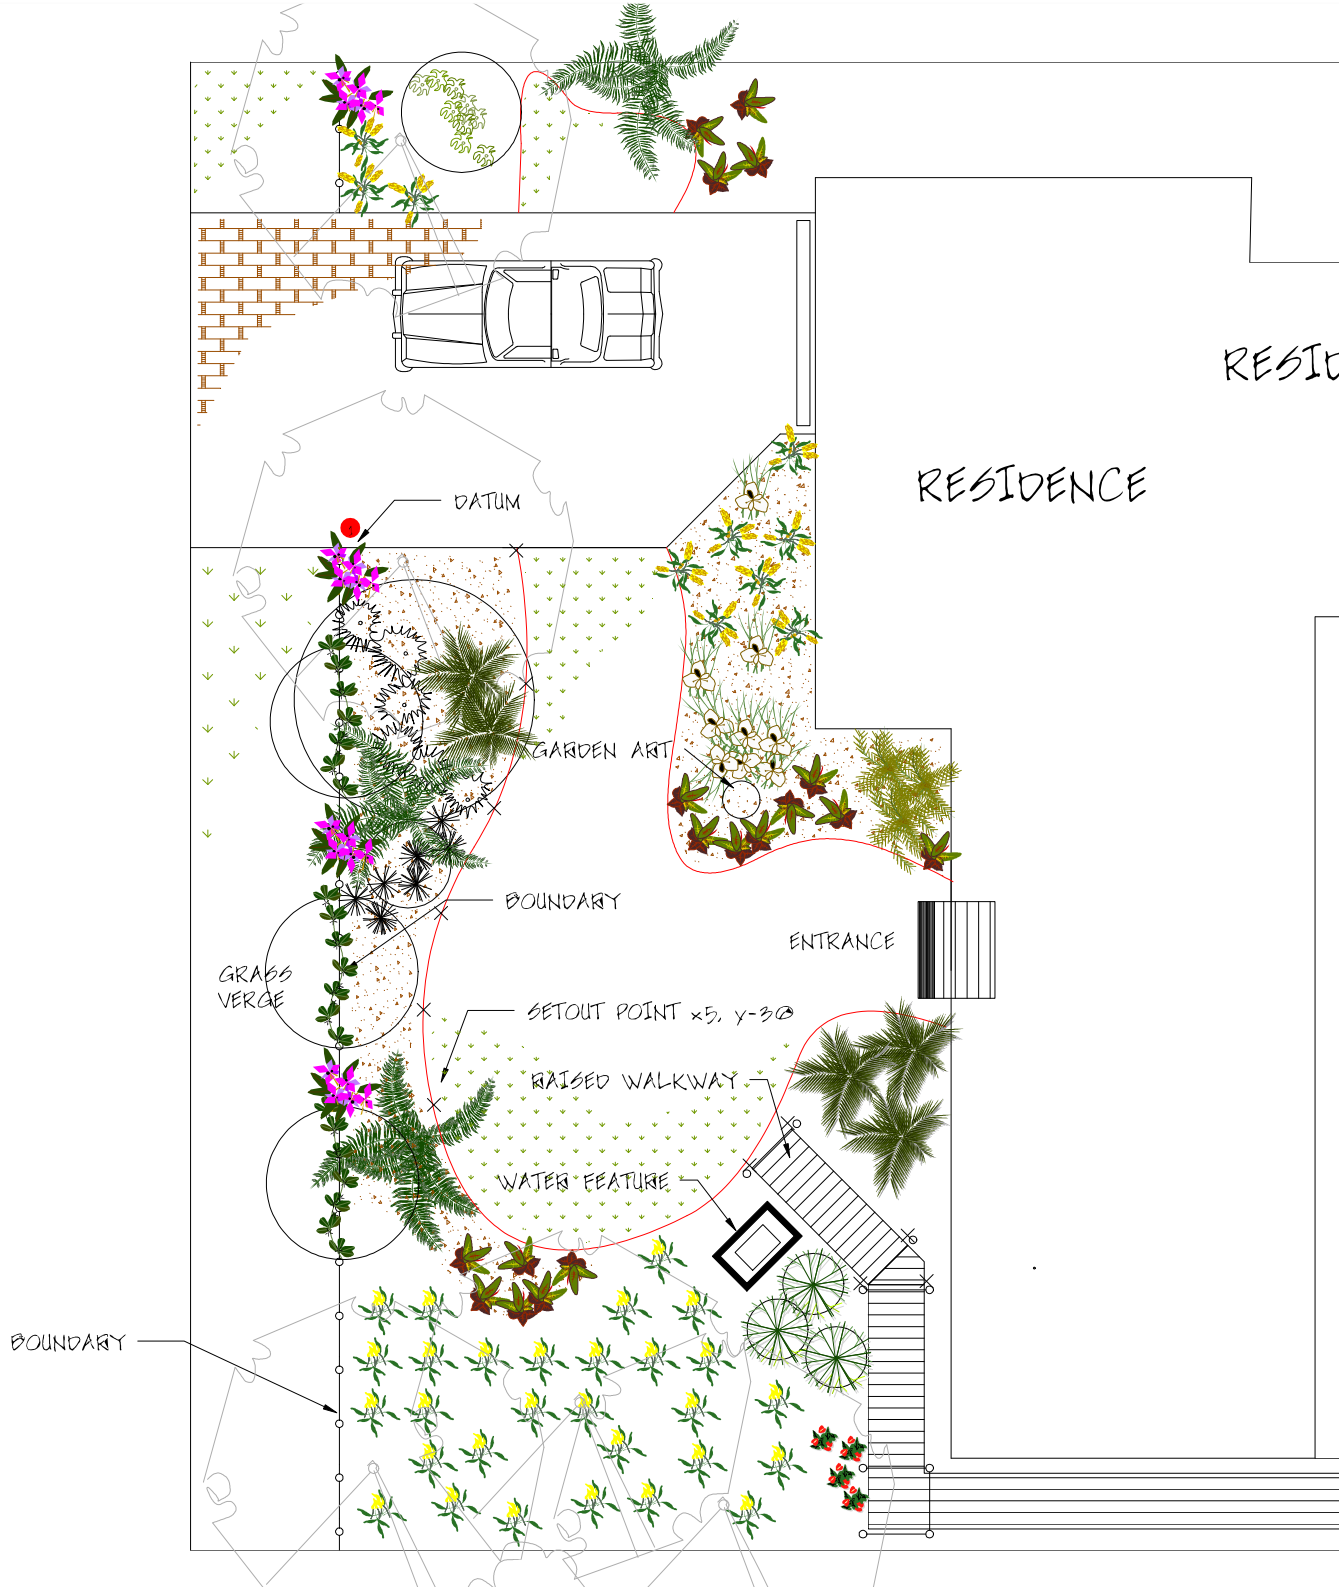 RESID
RESIDENCE
DATUM
GARDEN ART
BOUNDARY
ENTRANCE
GRASS
VERGE
SETOUT POINT x5, y-30
RAISED WALKWAY
WATER FEATURE
BOUNDARY